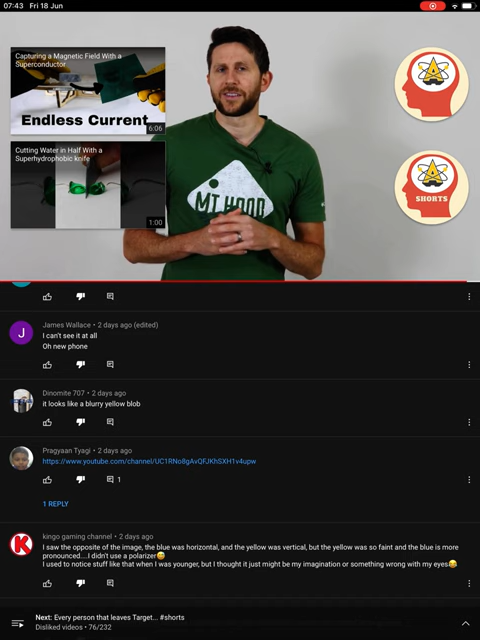 07:43 Fri 18 Jun
Capturing a Magnetic Field With a
Superconductor
Endless Current
6:06
Cutting Water in Half With a
Superhydrophobic knife
1:00
MT. HOOD
SHORTS
James Wallace • 2 days ago (edited)
I can't see it at all
Oh new phone
Dinomite 707 • 2 days ago
it looks like a blurry yellow blob
Pragyaan Tyagi • 2 days ago
https://www.youtube.com/channel/UC1RNo8gAvQFJKhSXH1v4upw
1
1 REPLY
kingo gaming channel • 2 days ago
I saw the opposite of the image, the blue was horizontal, and the yellow was vertical, but the yellow was so faint and the blue is more
pronounced....I didn't use a polarizer😅
I used to notice stuff like that when I was younger, but I thought it just might be my imagination or something wrong with my eyes😂
Next: Every person that leaves Target... #shorts
Disliked videos • 76/232